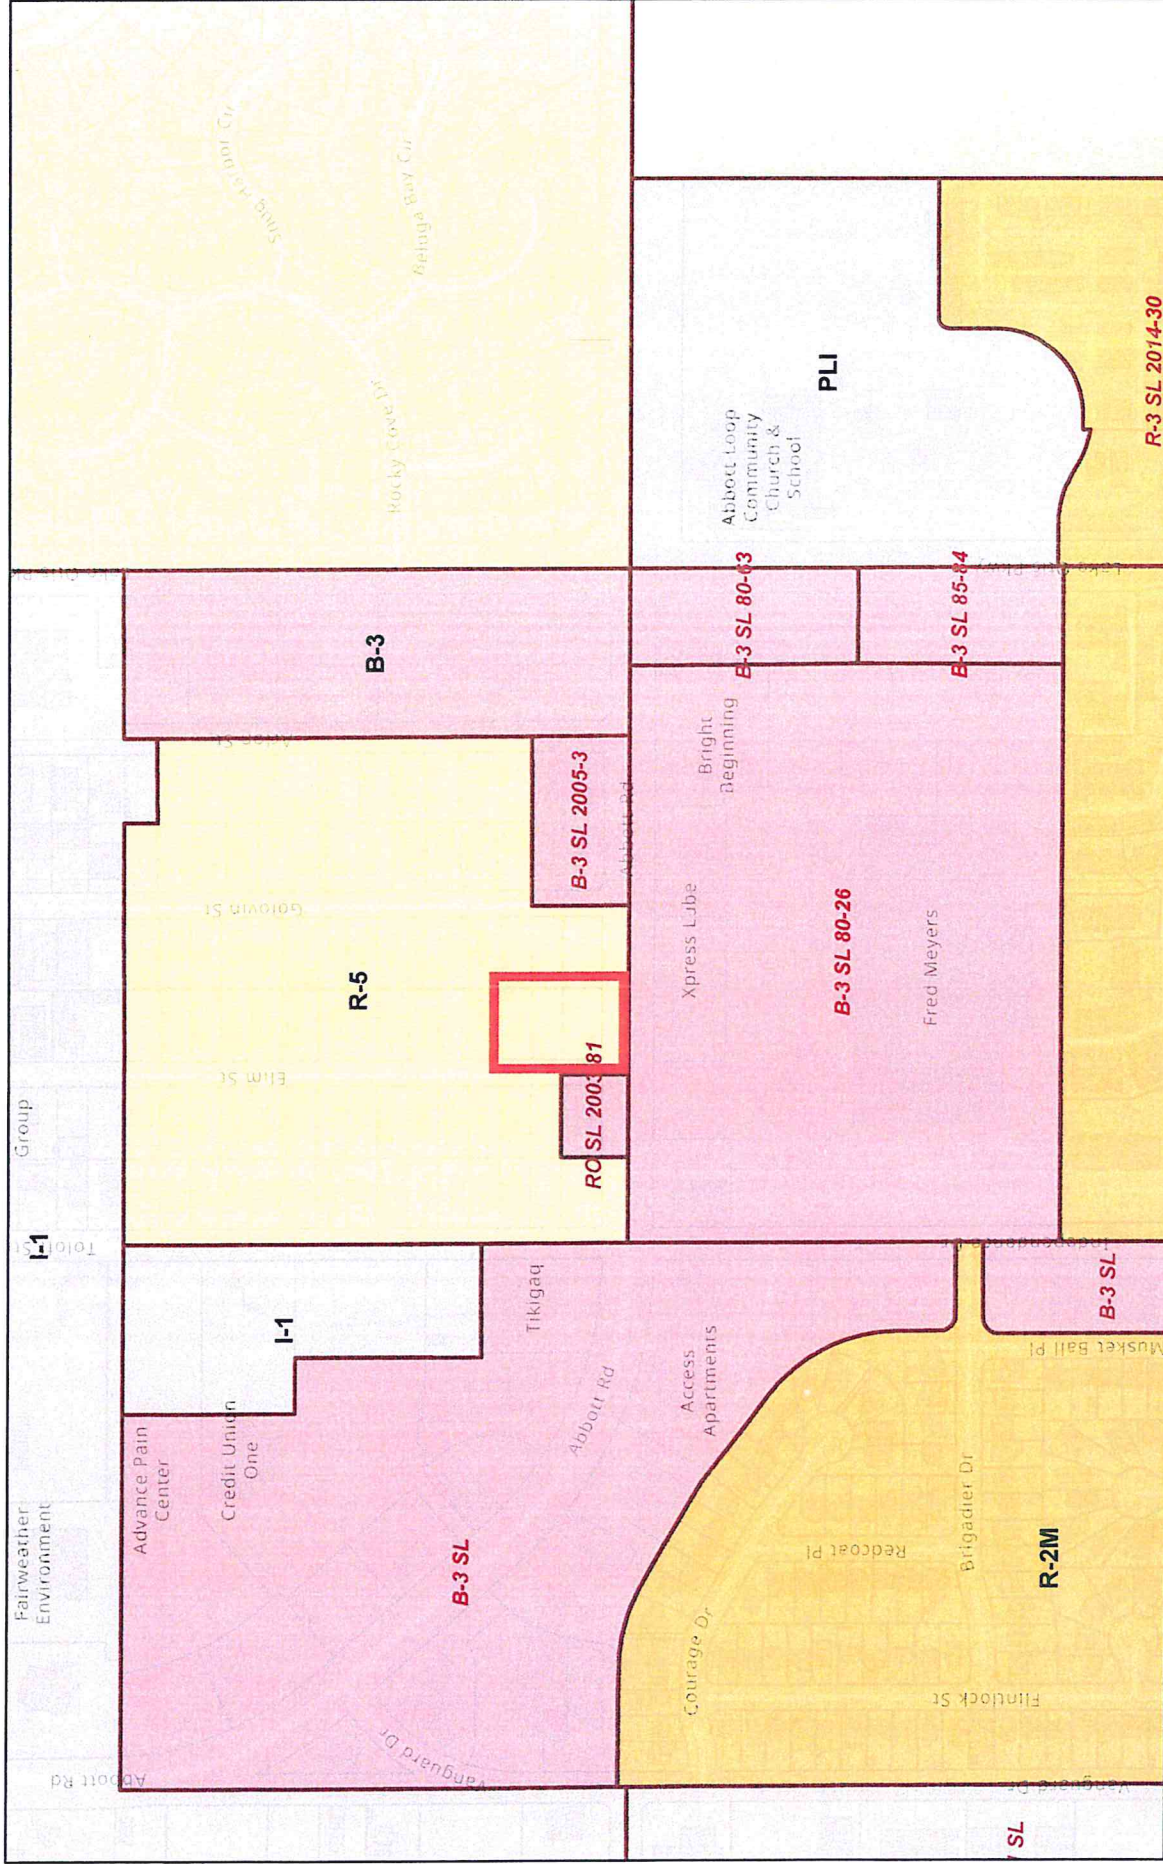 Fairweather
Environment
Group
I-1
Tolof St
Abbott Rd
Advance Pain
Center
Credit Union
One
I-1
Elim St
Golovin St
Snug Harbor Cir
Beluga Bay Cir
Rocky Cove Dr
R-5
B-3
B-3 SL
Vanguard Dr
Tikigaq
Abbott Rd
RO SL 2003-81
B-3 SL 2005-3
Abbott Rd
Courage Dr
Access
Apartments
Xpress Lube
Bright
Beginning
B-3 SL 80-63
Abbott Loop
Community
Church &
School
PLI
Redcoat Pl
B-3 SL 80-26
Fred Meyers
B-3 SL 85-84
Flintlock St
Brigadier Dr
R-2M
Vanguard Dr
SL
Musket Ball Pl
B-3 SL
Independence Dr
R-3 SL 2014-30